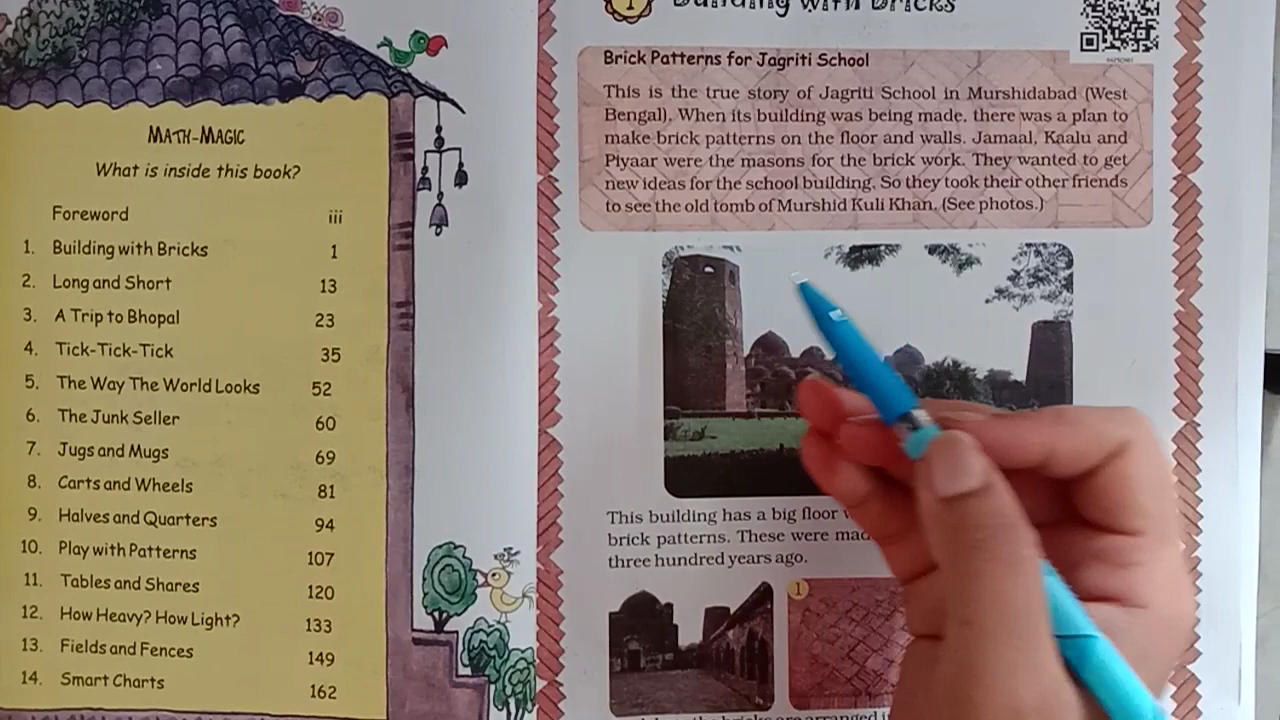 MATH-MAGIC
What is inside this book?
Foreword iii
1. Building with Bricks 1
2. Long and Short 13
3. A Trip to Bhopal 23
4. Tick-Tick-Tick 35
5. The Way The World Looks 52
6. The Junk Seller 60
7. Jugs and Mugs 69
8. Carts and Wheels 81
9. Halves and Quarters 94
10. Play with Patterns 107
11. Tables and Shares 120
12. How Heavy? How Light? 133
13. Fields and Fences 149
14. Smart Charts 162
1 Building with Bricks
Brick Patterns for Jagriti School
This is the true story of Jagriti School in Murshidabad (West
Bengal). When its building was being made, there was a plan to
make brick patterns on the floor and walls. Jamaal, Kaalu and
Piyaar were the masons for the brick work. They wanted to get
new ideas for the school building. So they took their other friends
to see the old tomb of Murshid Kuli Khan. (See photos.)
This building has a big floor
brick patterns. These were
three hundred years ago.
1
the bricks are arranged